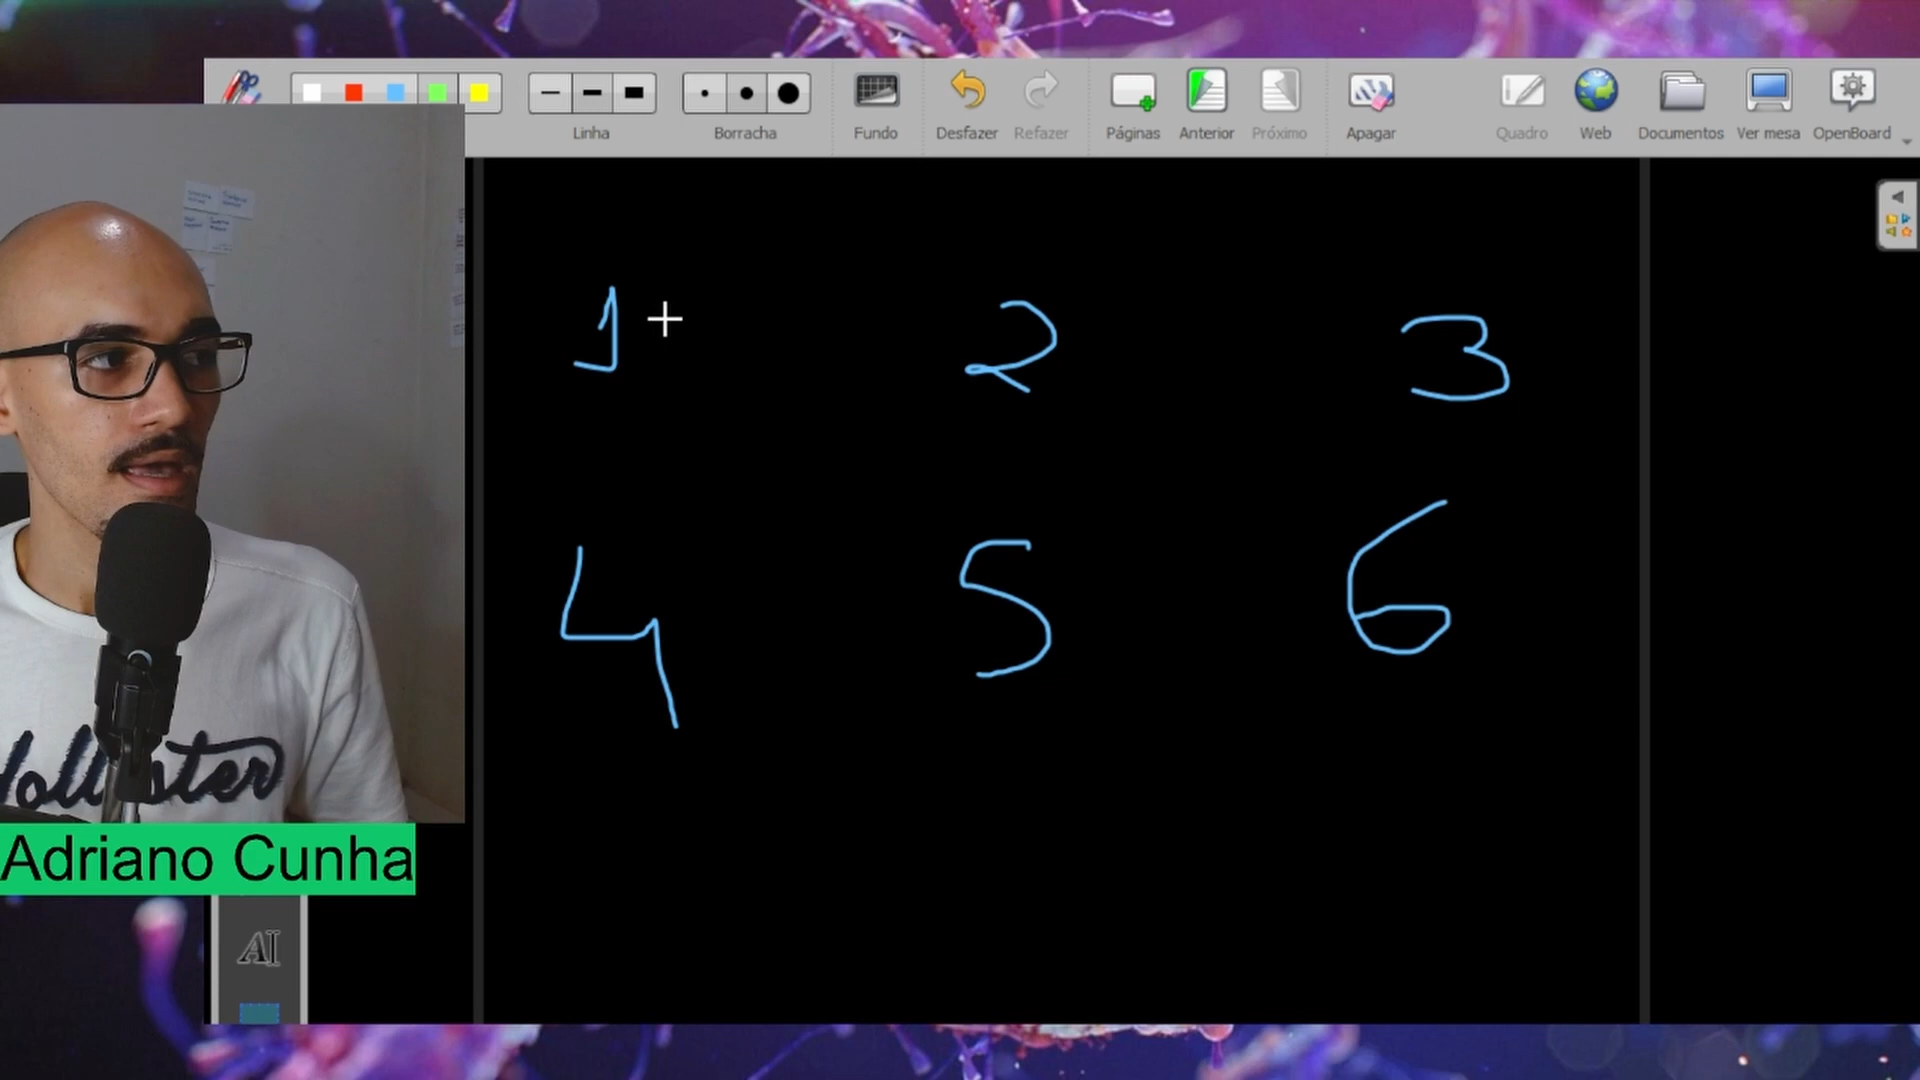 Linha
Borracha
Fundo
Desfazer
Refazer
Páginas
Anterior
Próximo
Apagar
Quadro
Web
Documentos
Ver mesa
OpenBoard
1 2 3
4 5 6
Adriano Cunha
AI